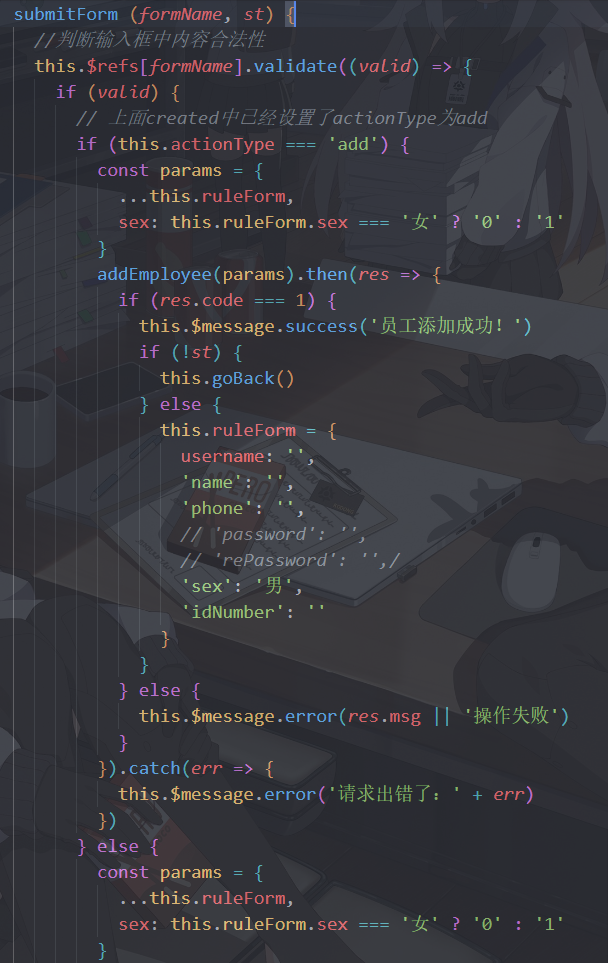 submitForm (formName, st) {
//判断输入框中内容合法性
this.$refs[formName].validate((valid) => {
if (valid) {
// 上面created中已经设置了actionType为add
if (this.actionType === 'add') {
const params = {
...this.ruleForm,
sex: this.ruleForm.sex === '女' ? '0' : '1'
}
addEmployee(params).then(res => {
if (res.code === 1) {
this.$message.success('员工添加成功！')
if (!st) {
this.goBack()
} else {
this.ruleForm = {
username: '',
'name': '',
'phone': '',
// 'password': '',
// 'rePassword': '',/
'sex': '男',
'idNumber': ''
}
}
} else {
this.$message.error(res.msg || '操作失败')
}
}).catch(err => {
this.$message.error('请求出错了：' + err)
})
} else {
const params = {
...this.ruleForm,
sex: this.ruleForm.sex === '女' ? '0' : '1'
}